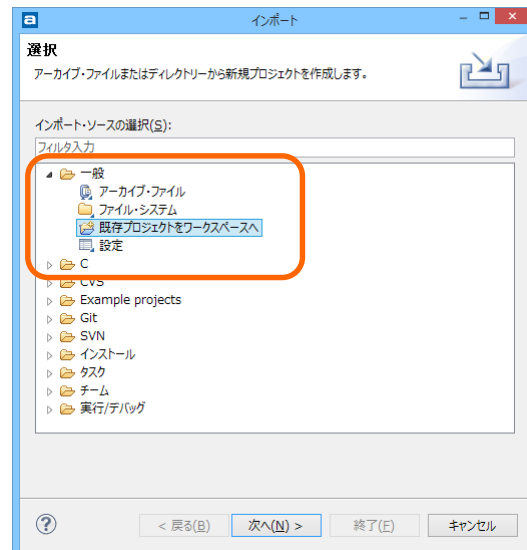 a インポート
選択
アーカイブ・ファイルまたはディレクトリーから新規プロジェクトを作成します。
インポート・ソースの選択(S):
フィルタ入力
一般
アーカイブ・ファイル
ファイル・システム
既存プロジェクトをワークスペースへ
設定
C
CVS
Example projects
Git
SVN
インストール
タスク
チーム
実行/デバッグ
? < 戻る(B) 次へ(N) > 終了(F) キャンセル